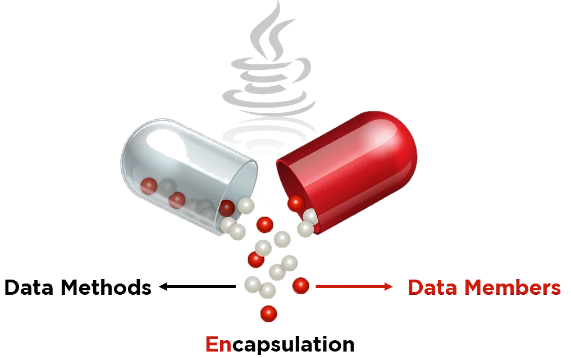 Data Methods
Data Members
Encapsulation